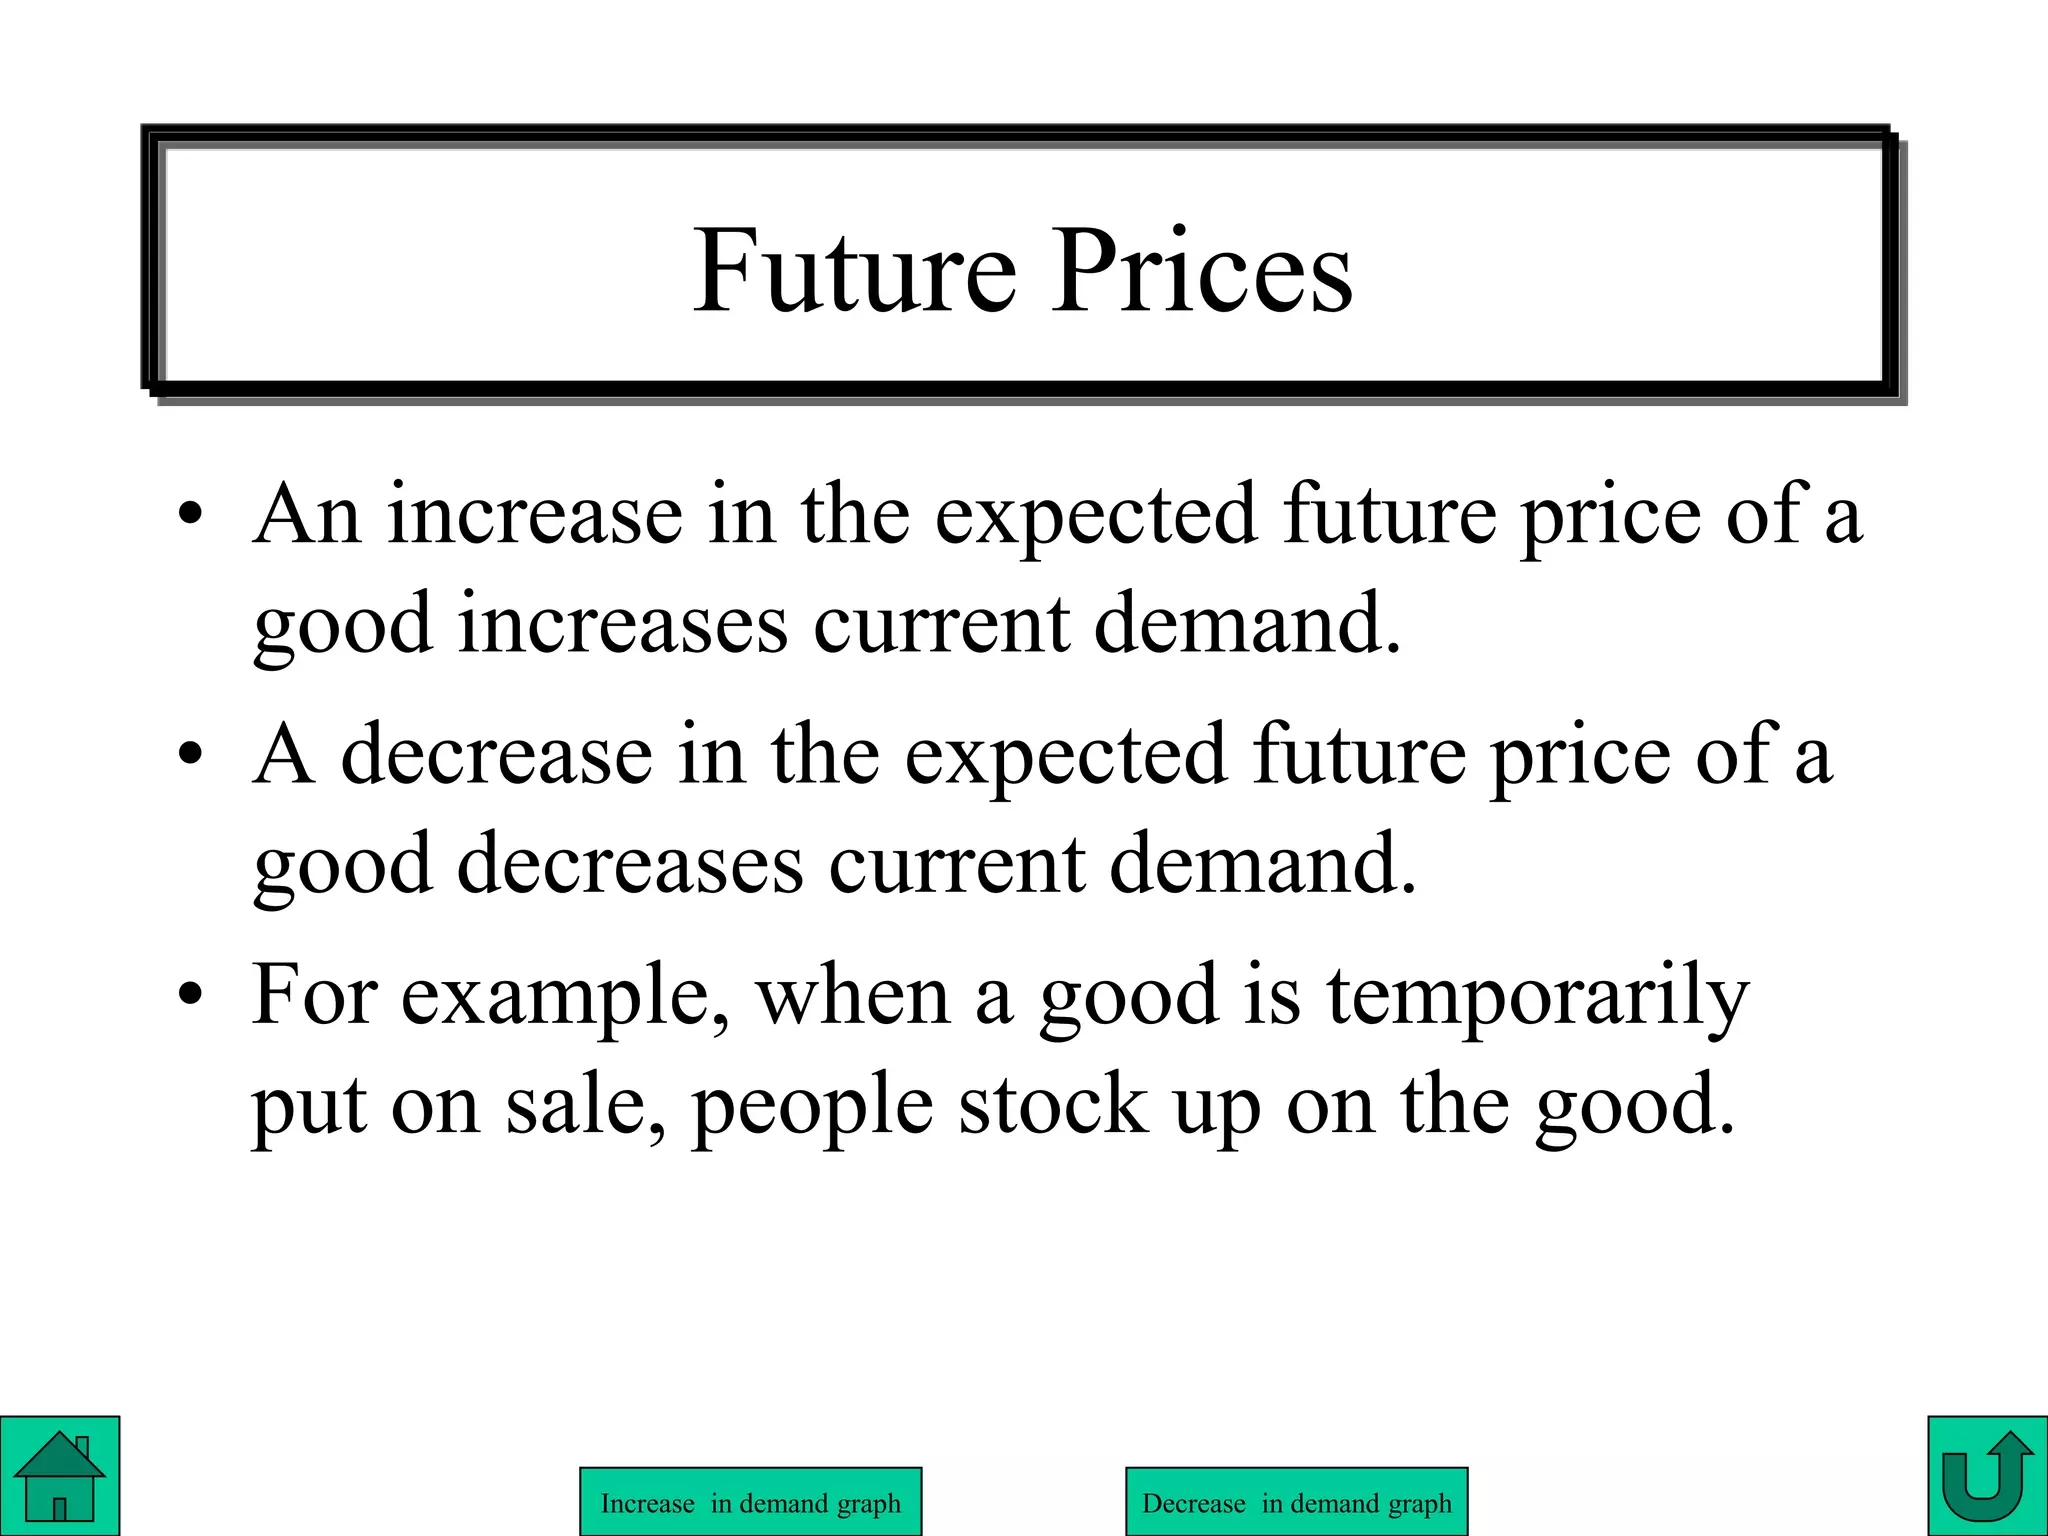 Future Prices
• An increase in the expected future price of a
good increases current demand.
• A decrease in the expected future price of a
good decreases current demand.
• For example, when a good is temporarily
put on sale, people stock up on the good.
Increase in demand graph
Decrease in demand graph